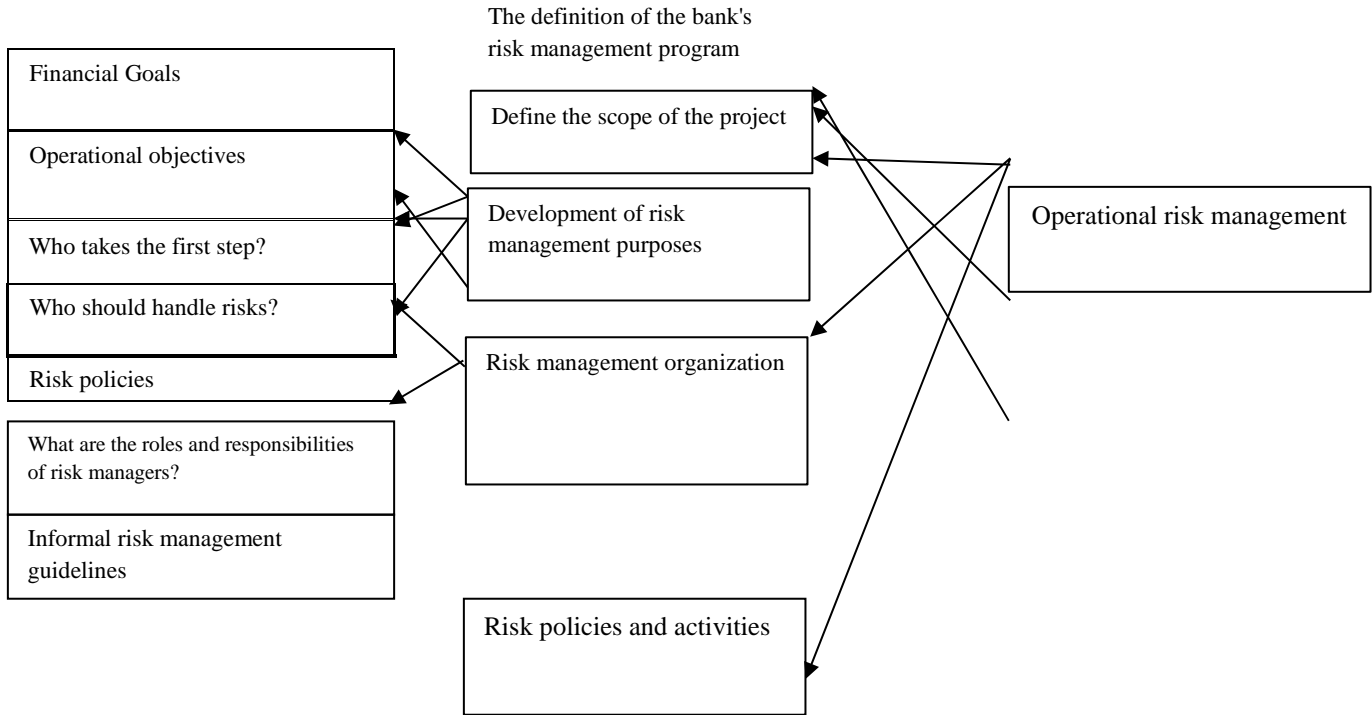 The definition of the bank's
risk management program
Financial Goals
Operational objectives
Who takes the first step?
Who should handle risks?
Risk policies
What are the roles and responsibilities
of risk managers?
Informal risk management
guidelines
Define the scope of the project
Development of risk
management purposes
Risk management organization
Risk policies and activities
Operational risk management